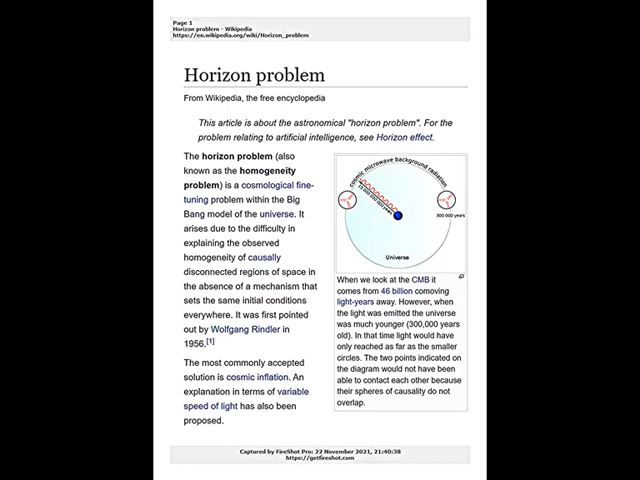 Page 1
Horizon problem - Wikipedia
https://en.wikipedia.org/wiki/Horizon_problem
Horizon problem
From Wikipedia, the free encyclopedia
This article is about the astronomical "horizon problem". For the
problem relating to artificial intelligence, see Horizon effect.
The horizon problem (also
known as the homogeneity
problem) is a cosmological fine-
tuning problem within the Big
Bang model of the universe. It
arises due to the difficulty in
explaining the observed
homogeneity of causally
disconnected regions of space in
the absence of a mechanism that
sets the same initial conditions
everywhere. It was first pointed
out by Wolfgang Rindler in
1956.[1]
The most commonly accepted
solution is cosmic inflation. An
explanation in terms of variable
speed of light has also been
proposed.
cosmic microwave background radiation
300 000 years
Universe
When we look at the CMB it
comes from 46 billion comoving
light-years away. However, when
the light was emitted the universe
was much younger (300,000 years
old). In that time light would have
only reached as far as the smaller
circles. The two points indicated on
the diagram would not have been
able to contact each other because
their spheres of causality do not
overlap.
Captured by FireShot Pro: 22 November 2021, 21:40:38
https://getfireshot.com